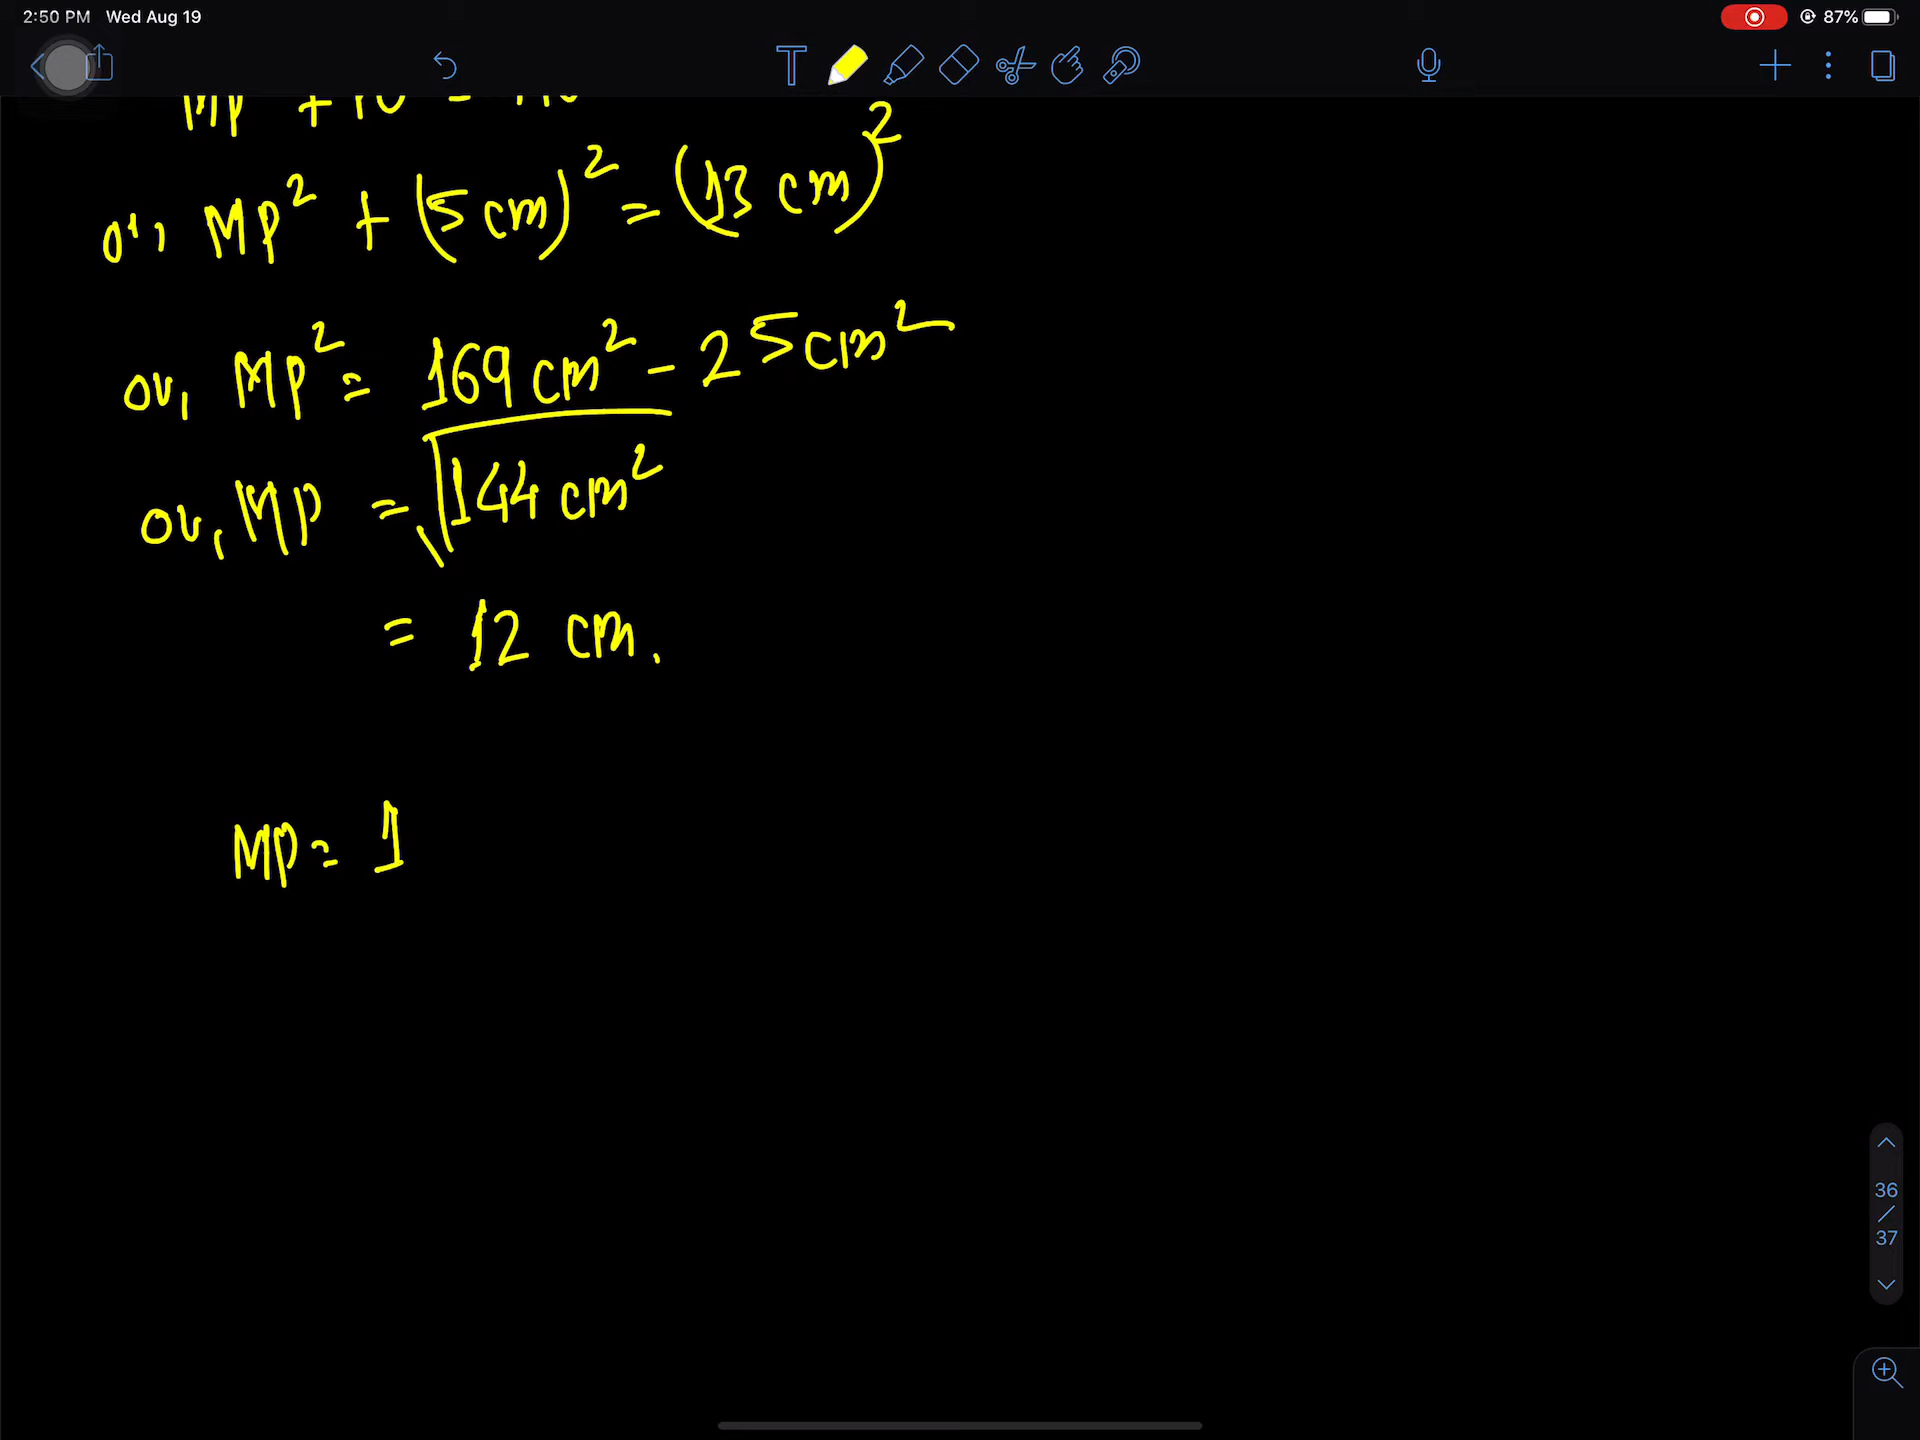 2:50 PM Wed Aug 19
87%
T
or, MP² + (5 cm)² = (13 cm)²
or, MP² = 169 cm² - 25 cm²
or, MP = √144 cm²
= 12 cm.
MP = 1
36
/
37